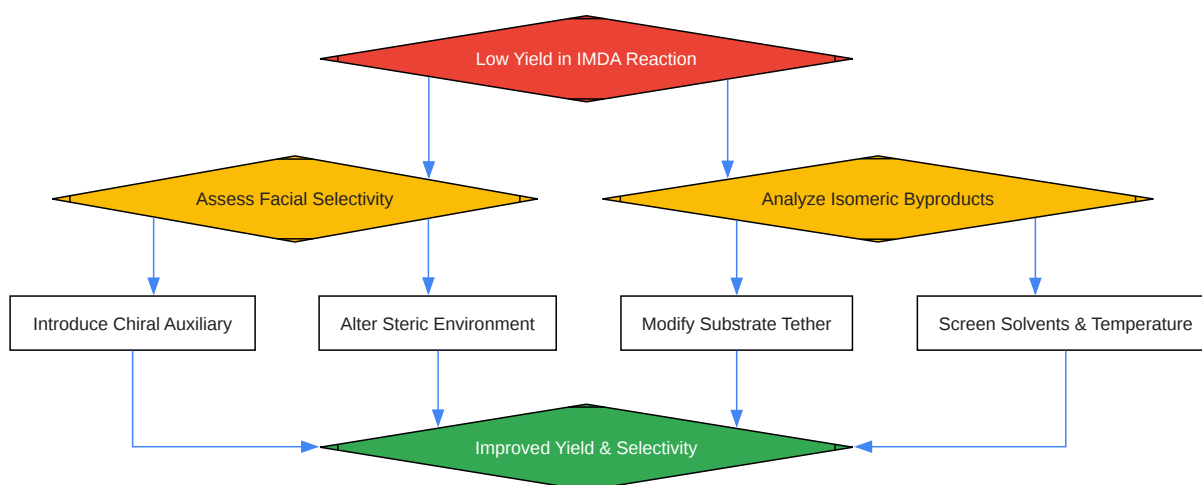 Low Yield in IMDA Reaction
Assess Facial Selectivity
Analyze Isomeric Byproducts
Introduce Chiral Auxiliary
Alter Steric Environment
Modify Substrate Tether
Screen Solvents & Temperature
Improved Yield & Selectivity